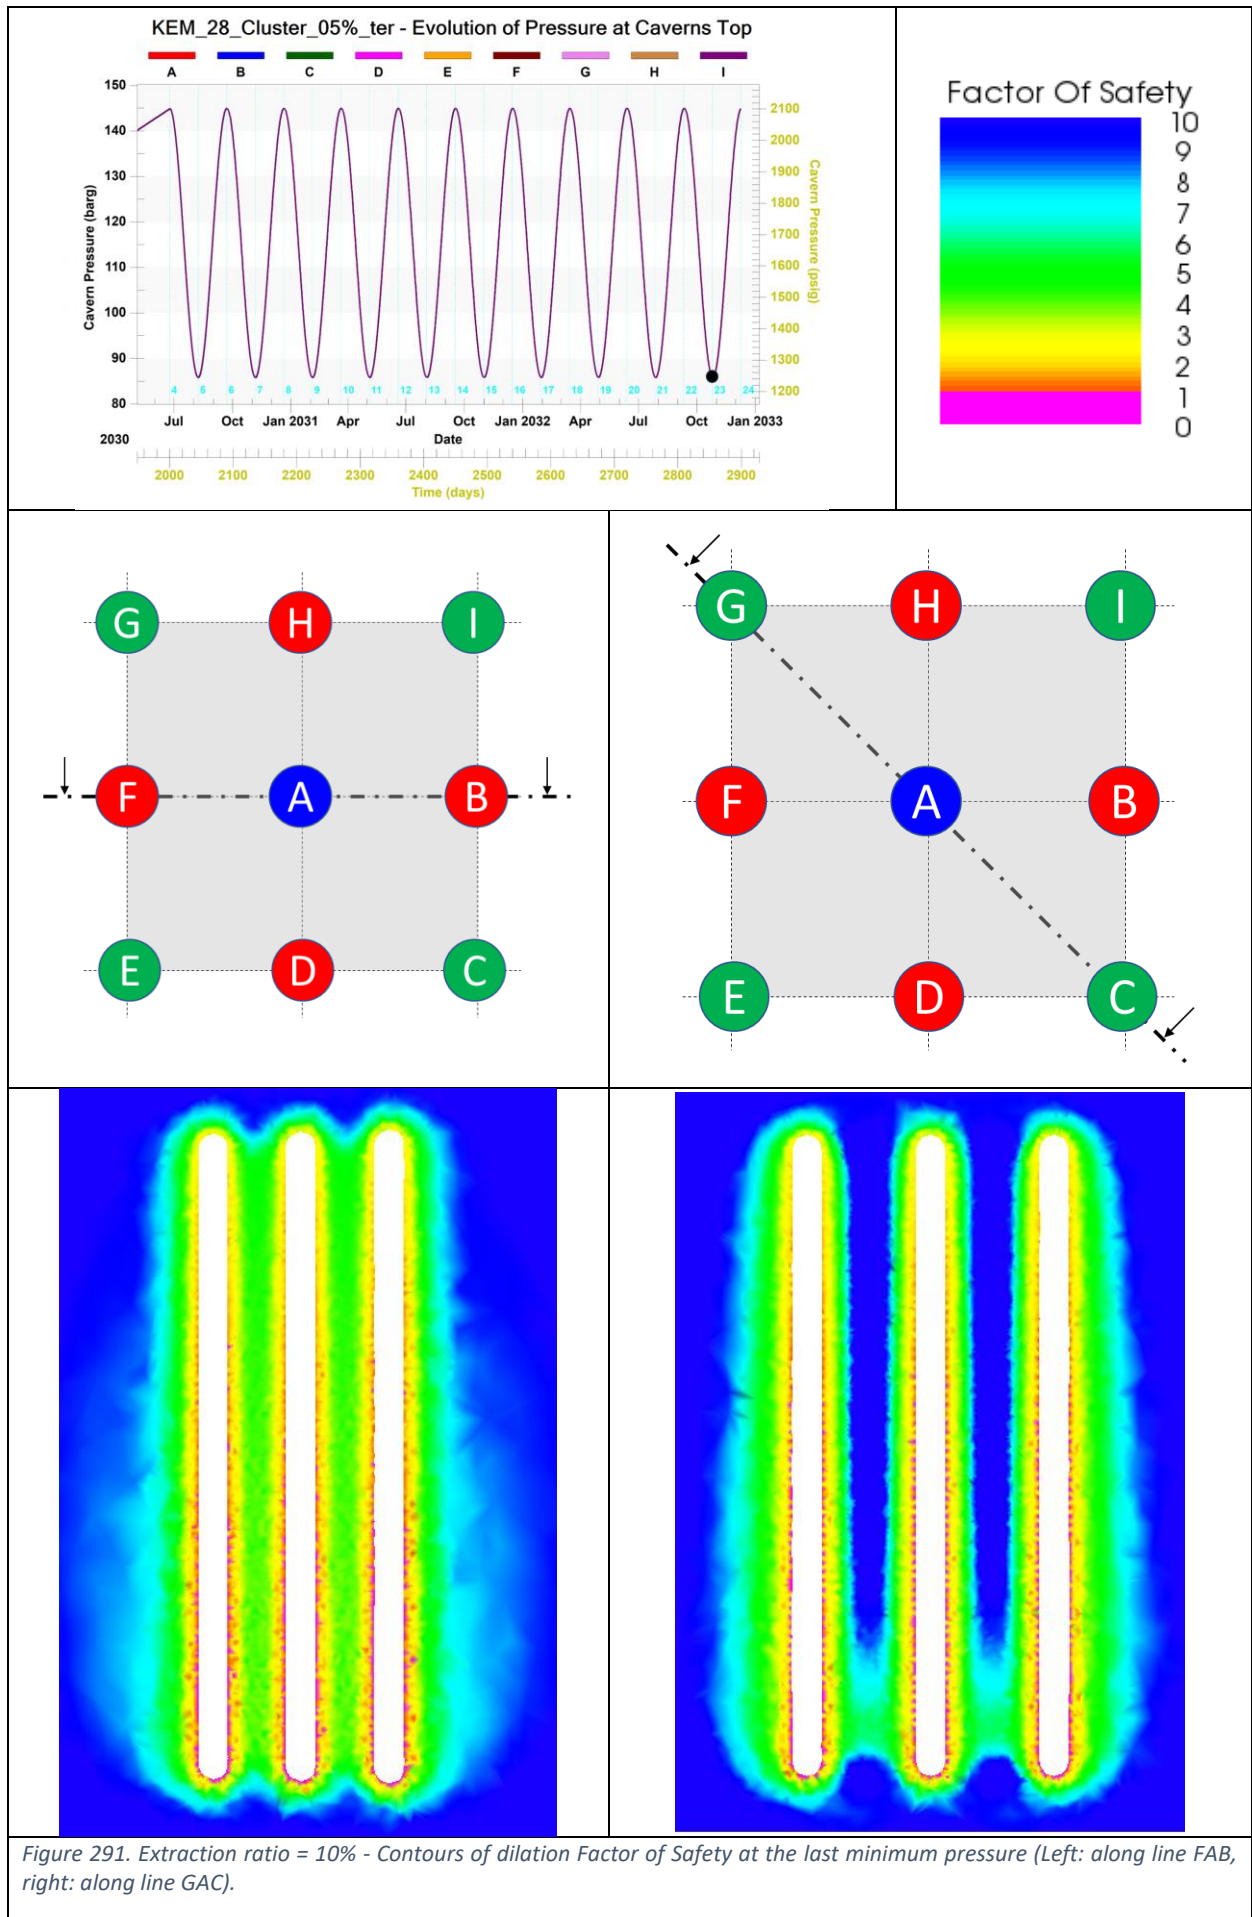 KEM_28_Cluster_05%_ter - Evolution of Pressure at Caverns Top
A B C D E F G H I
Cavern Pressure (barg)
150
140
130
120
110
100
90
80
2100
2000
1900
1800
1700
1600
1500
1400
1300
1200
Cavern Pressure (psig)
4 5 6 7 8 9 10 11 12 13 14 15 16 17 18 19 20 21 22 23 24
Jul Oct Jan 2031 Apr Jul Oct Jan 2032 Apr Jul Oct Jan 2033
2030
Date
2000 2100 2200 2300 2400 2500 2600 2700 2800 2900
Time (days)
Factor Of Safety
10
9
8
7
6
5
4
3
2
1
0
G H I
F A B
E D C
G H I
F A B
E D C
Figure 291. Extraction ratio = 10% - Contours of dilation Factor of Safety at the last minimum pressure (Left: along line FAB,
right: along line GAC).